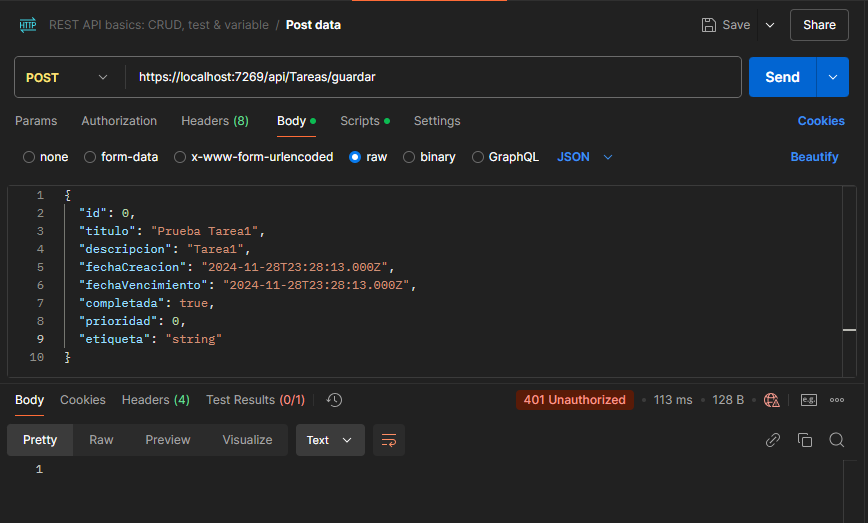 HTTP REST API basics: CRUD, test & variable / Post data Save Share
POST https://localhost:7269/api/Tareas/guardar Send
Params Authorization Headers (8) Body Scripts Settings Cookies
none form-data x-www-form-urlencoded raw binary GraphQL JSON Beautify
1 {
2 "id": 0,
3 "titulo": "Prueba Tarea1",
4 "descripcion": "Tarea1",
5 "fechaCreacion": "2024-11-28T23:28:13.000Z",
6 "fechaVencimiento": "2024-11-28T23:28:13.000Z",
7 "completada": true,
8 "prioridad": 0,
9 "etiqueta": "string"
10 }
Body Cookies Headers (4) Test Results (0/1) 401 Unauthorized 113 ms 128 B e.g.
Pretty Raw Preview Visualize Text
1